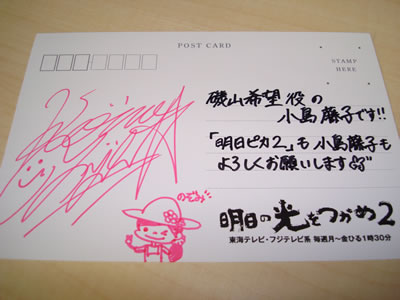 POST CARD
STAMP
HERE
磯山希望役の
小島藤子です!!
「明日ピカ2」も小島藤子も
よろしくお願いします
のぞみ
明日の光をつかめ2
東海テレビ・フジテレビ系 毎週月〜金ひる1時30分